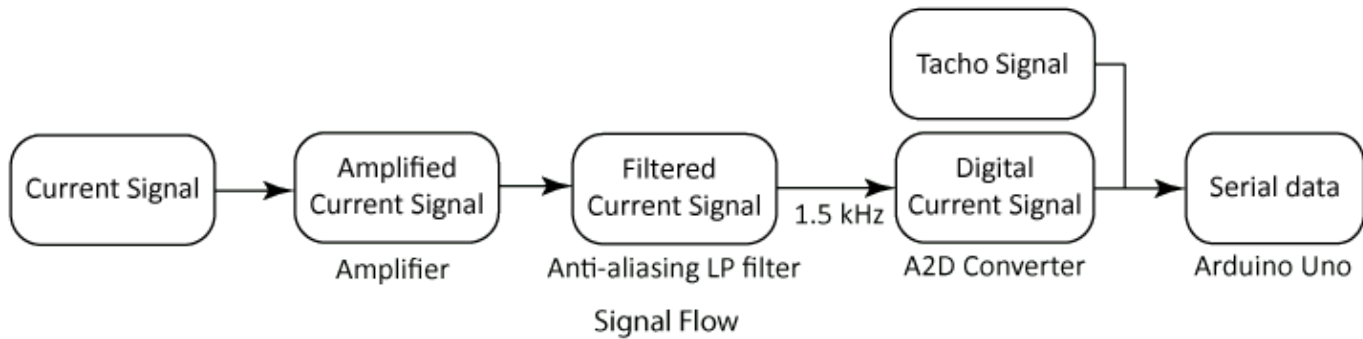 Tacho Signal
Current Signal
Amplified
Current Signal
Filtered
Current Signal
1.5 kHz
Digital
Current Signal
Serial data
Amplifier
Anti-aliasing LP filter
A2D Converter
Arduino Uno
Signal Flow